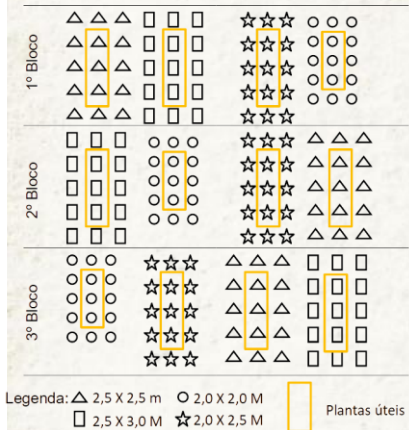 1º Bloco
2º Bloco
3º Bloco
Legenda: 2,5 X 2,5 m 2,0 X 2,0 M
2,5 X 3,0 M 2,0 X 2,5 M
Plantas úteis